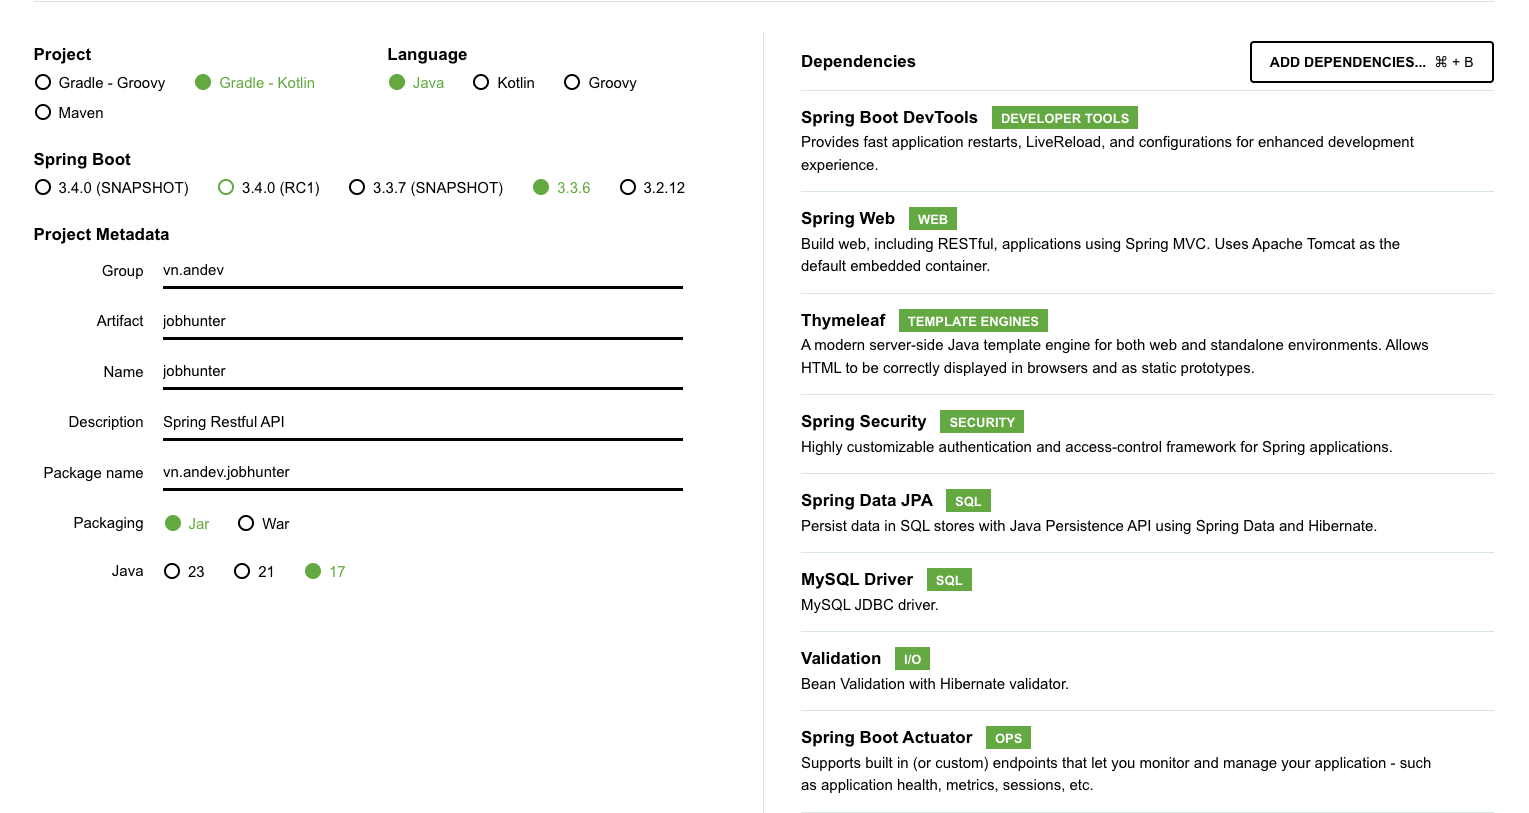 Project
Gradle - Groovy
Gradle - Kotlin
Maven
Language
Java
Kotlin
Groovy
Spring Boot
3.4.0 (SNAPSHOT)
3.4.0 (RC1)
3.3.7 (SNAPSHOT)
3.3.6
3.2.12
Project Metadata
Group vn.andev
Artifact jobhunter
Name jobhunter
Description Spring Restful API
Package name vn.andev.jobhunter
Packaging Jar War
Java 23 21 17
Dependencies
ADD DEPENDENCIES... ⌘ + B
Spring Boot DevTools DEVELOPER TOOLS
Provides fast application restarts, LiveReload, and configurations for enhanced development
experience.
Spring Web WEB
Build web, including RESTful, applications using Spring MVC. Uses Apache Tomcat as the
default embedded container.
Thymeleaf TEMPLATE ENGINES
A modern server-side Java template engine for both web and standalone environments. Allows
HTML to be correctly displayed in browsers and as static prototypes.
Spring Security SECURITY
Highly customizable authentication and access-control framework for Spring applications.
Spring Data JPA SQL
Persist data in SQL stores with Java Persistence API using Spring Data and Hibernate.
MySQL Driver SQL
MySQL JDBC driver.
Validation I/O
Bean Validation with Hibernate validator.
Spring Boot Actuator OPS
Supports built in (or custom) endpoints that let you monitor and manage your application - such
as application health, metrics, sessions, etc.